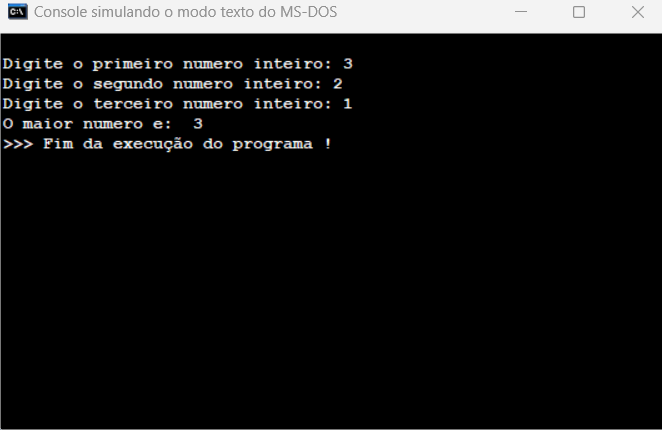 Console simulando o modo texto do MS-DOS
Digite o primeiro numero inteiro: 3
Digite o segundo numero inteiro: 2
Digite o terceiro numero inteiro: 1
O maior numero e:  3
>>> Fim da execução do programa !